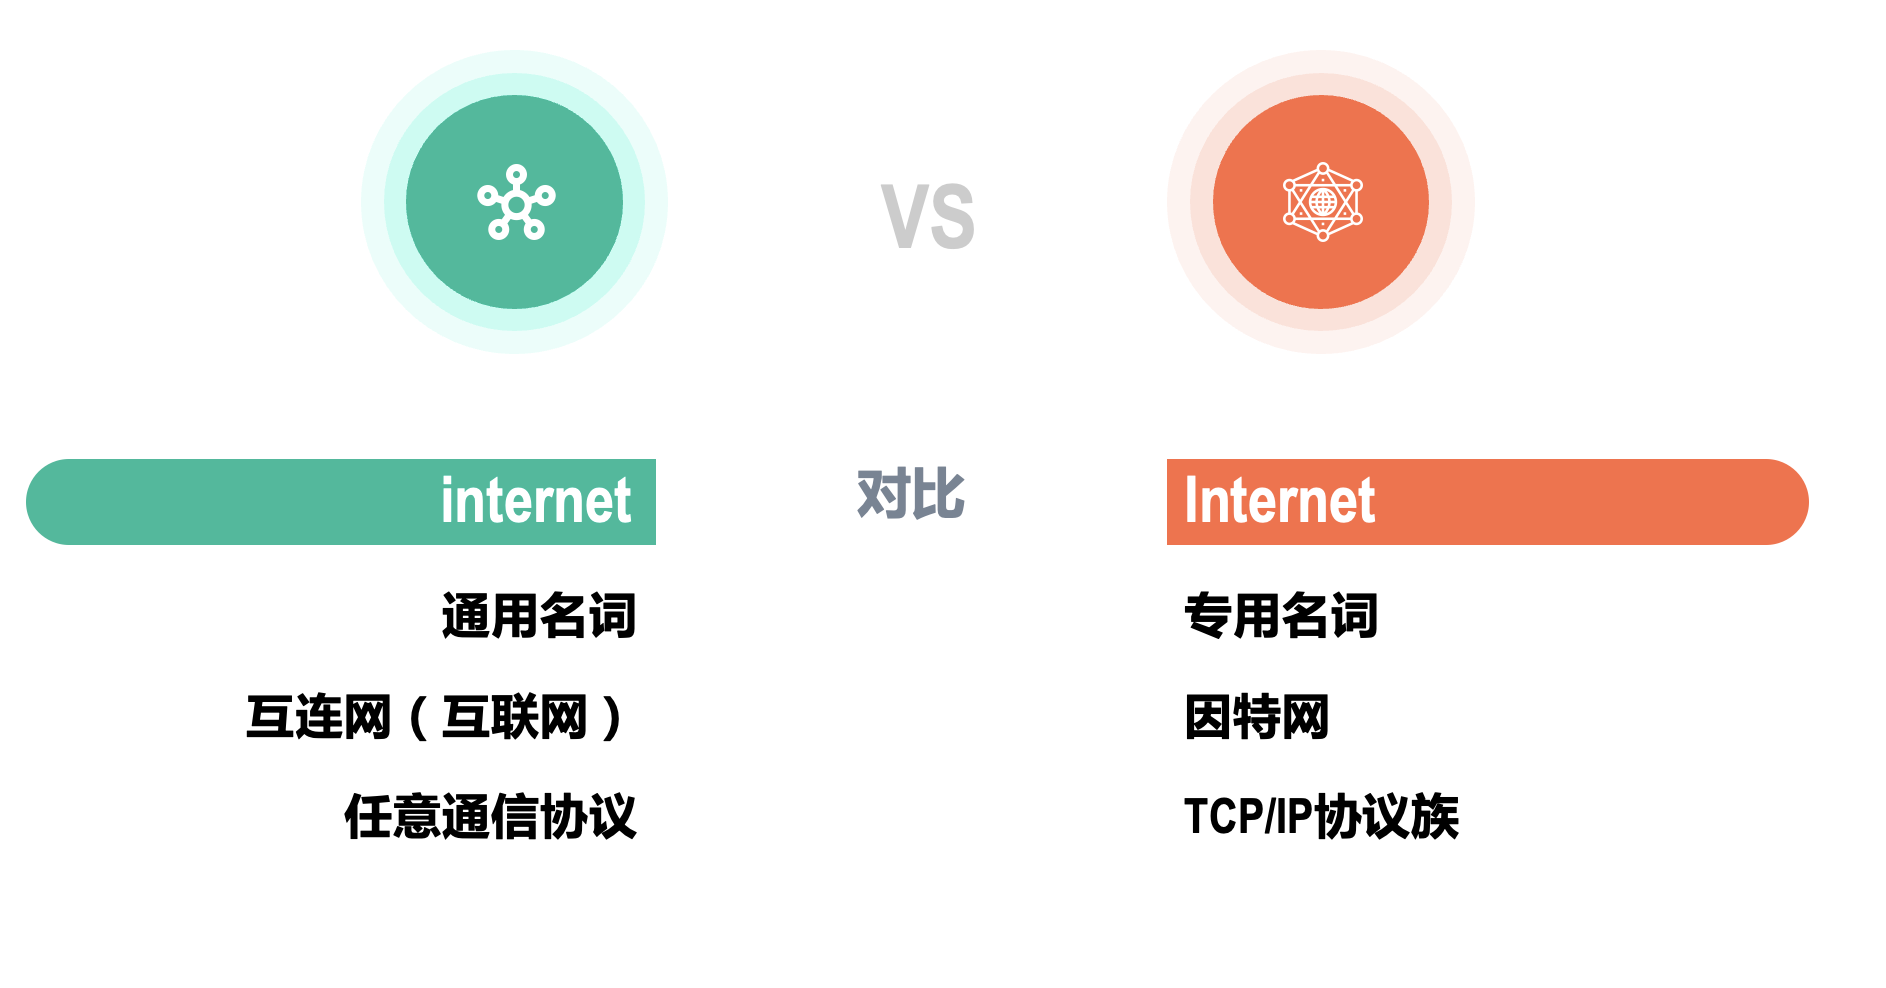 VS
internet
对比
Internet
通用名词
专用名词
互连网（互联网）
因特网
任意通信协议
TCP/IP协议族